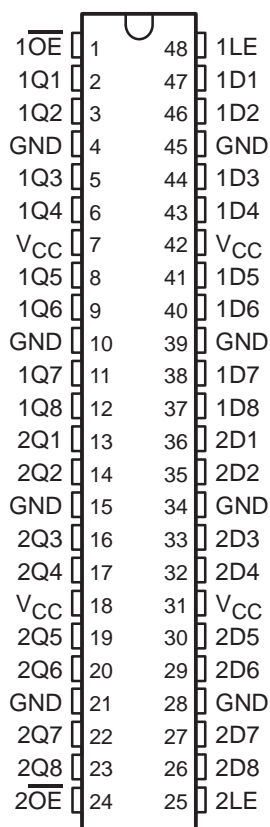 1O̅E̅ 1 48 1LE
1Q1 2 47 1D1
1Q2 3 46 1D2
GND 4 45 GND
1Q3 5 44 1D3
1Q4 6 43 1D4
VCC 7 42 VCC
1Q5 8 41 1D5
1Q6 9 40 1D6
GND 10 39 GND
1Q7 11 38 1D7
1Q8 12 37 1D8
2Q1 13 36 2D1
2Q2 14 35 2D2
GND 15 34 GND
2Q3 16 33 2D3
2Q4 17 32 2D4
VCC 18 31 VCC
2Q5 19 30 2D5
2Q6 20 29 2D6
GND 21 28 GND
2Q7 22 27 2D7
2Q8 23 26 2D8
2O̅E̅ 24 25 2LE